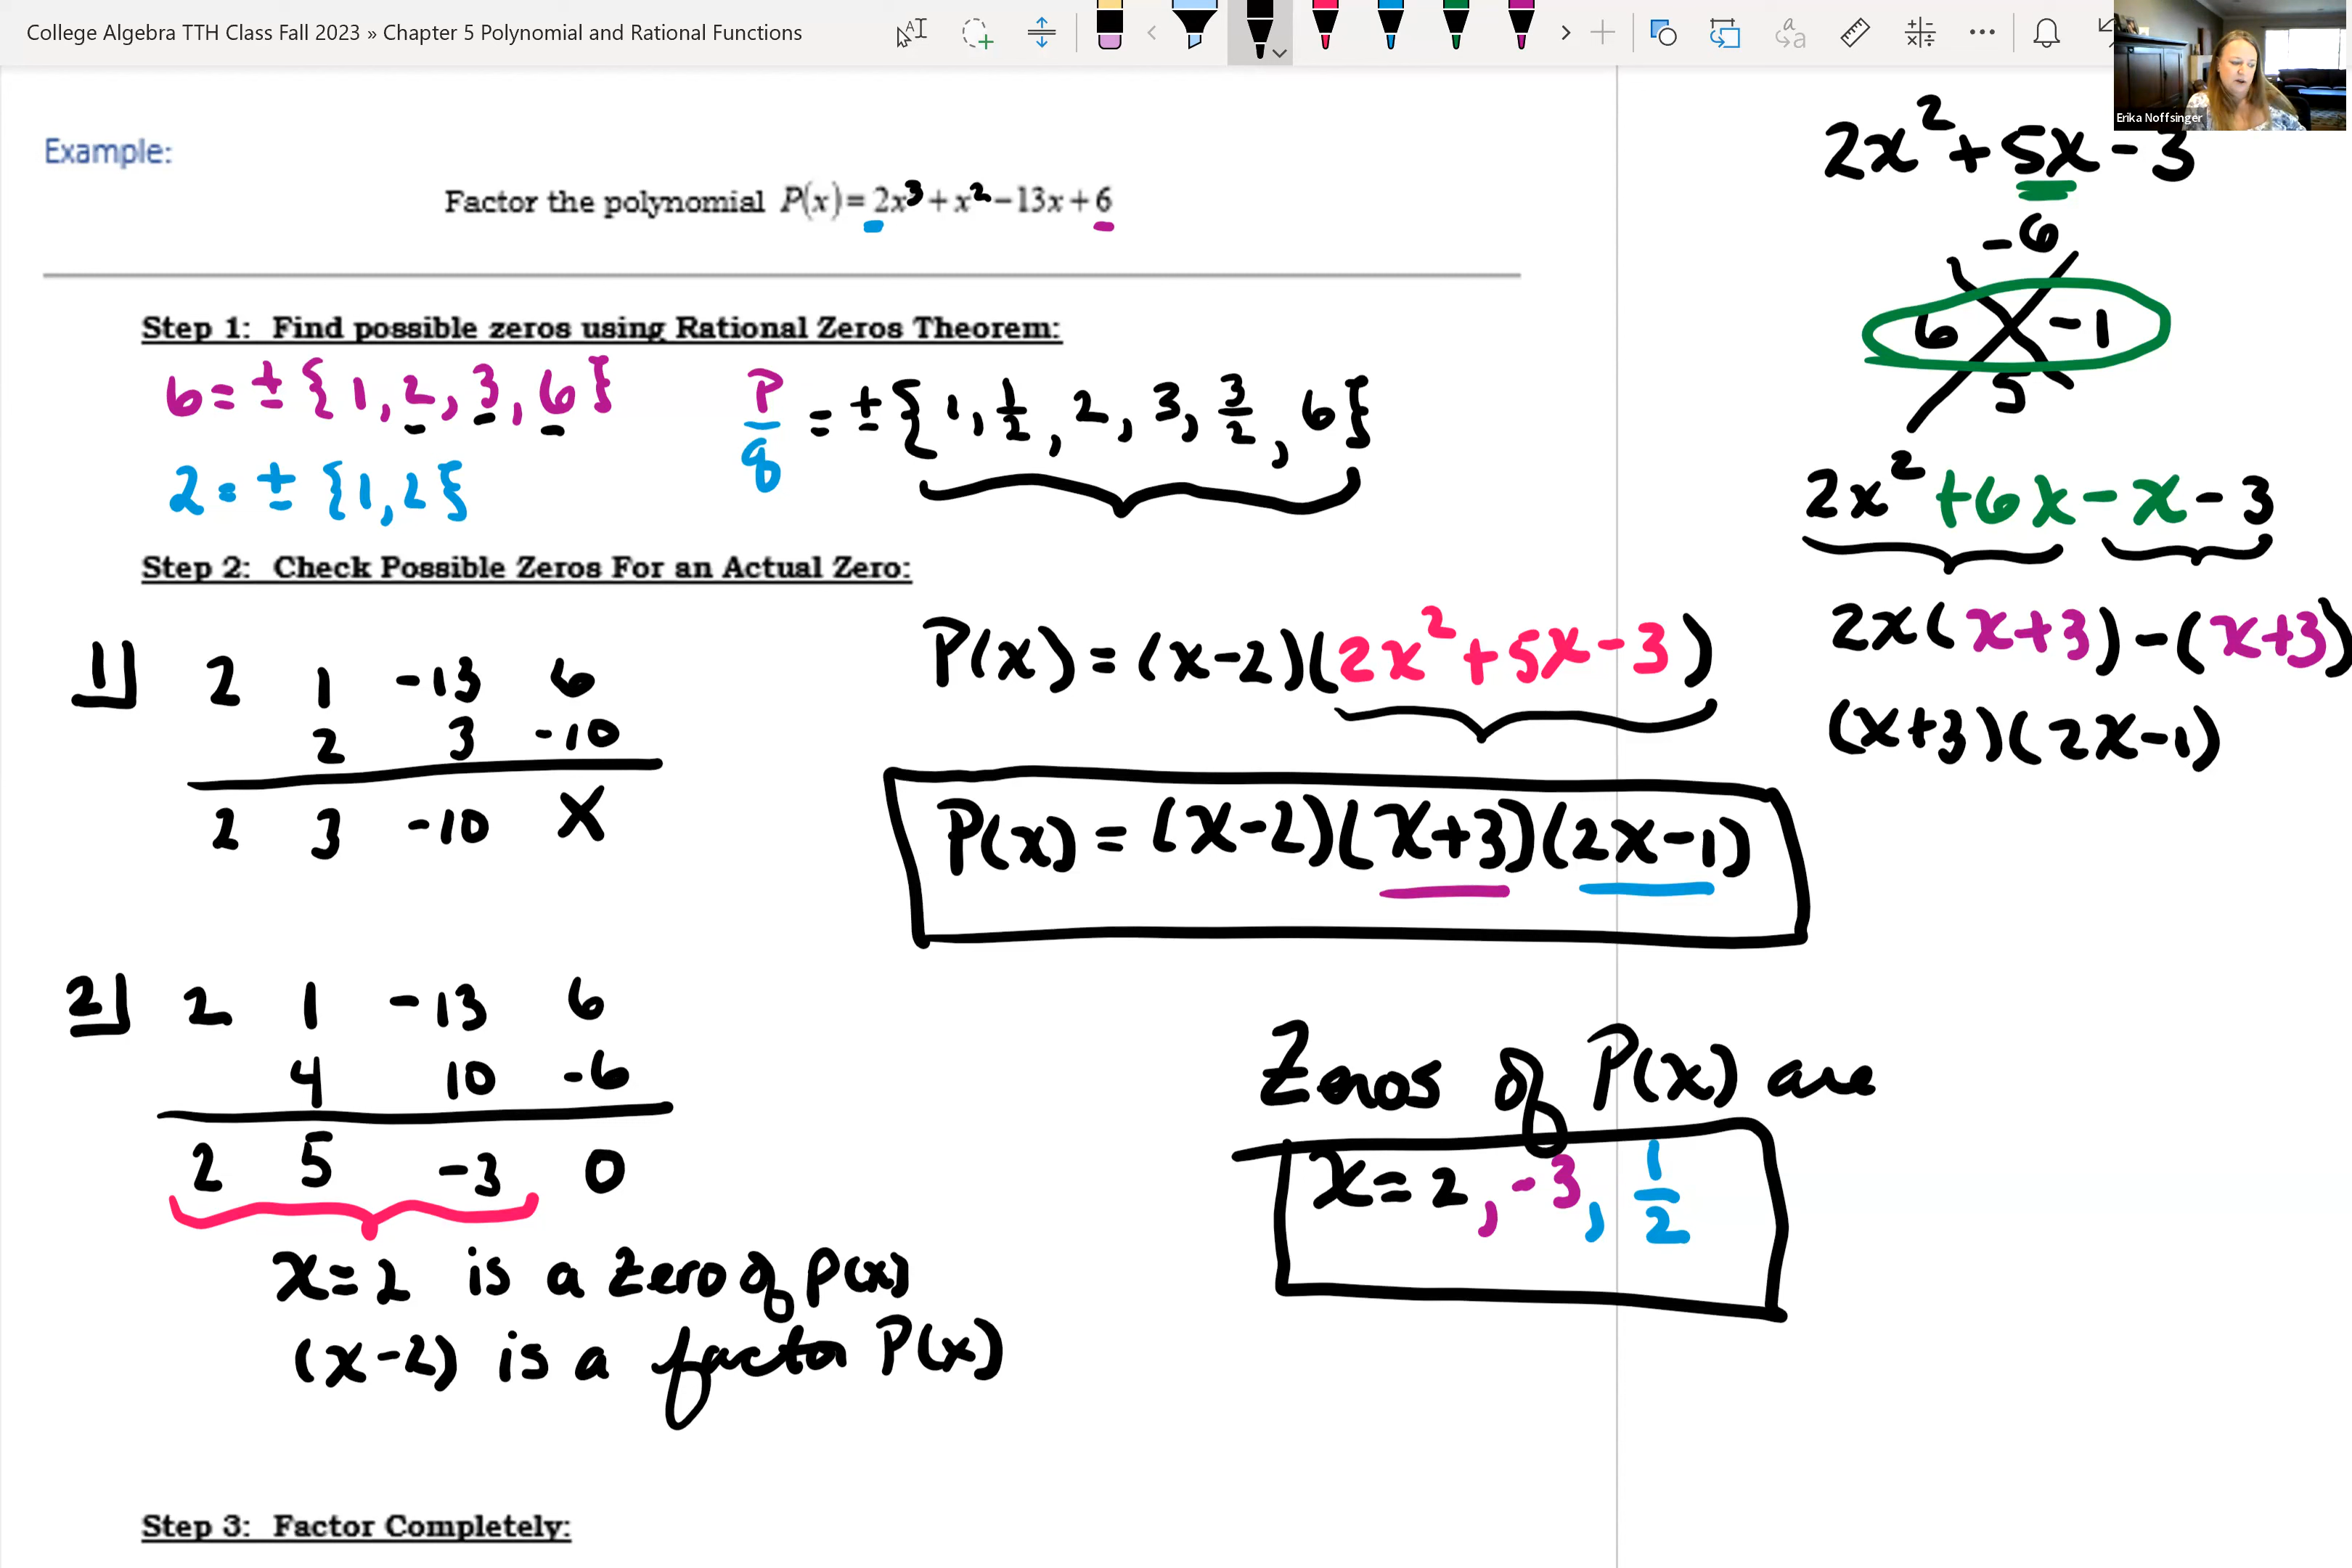 College Algebra TTH Class Fall 2023 » Chapter 5 Polynomial and Rational Functions
Erika Noffsinger
Example:
Factor the polynomial P(x) = 2x³ + x² − 13x + 6
Step 1: Find possible zeros using Rational Zeros Theorem:
6 = ± {1, 2, 3, 6}
2 = ± {1, 2}
p/q = ± {1, 1/2, 2, 3, 3/2, 6}
Step 2: Check Possible Zeros For an Actual Zero:
1| 2 1 -13 6
2 3 -10
2 3 -10 X
2| 2 1 -13 6
4 10 -6
2 5 -3 0
x=2 is a zero of P(x)
(x-2) is a factor P(x)
P(x) = (x-2)(2x²+5x-3)
P(x) = (x-2)(x+3)(2x-1)
Zeros of P(x) are
x = 2, -3, 1/2
2x²+5x-3
-6
6 -1
5
2x²+6x-x-3
2x(x+3)-(x+3)
(x+3)(2x-1)
Step 3: Factor Completely: